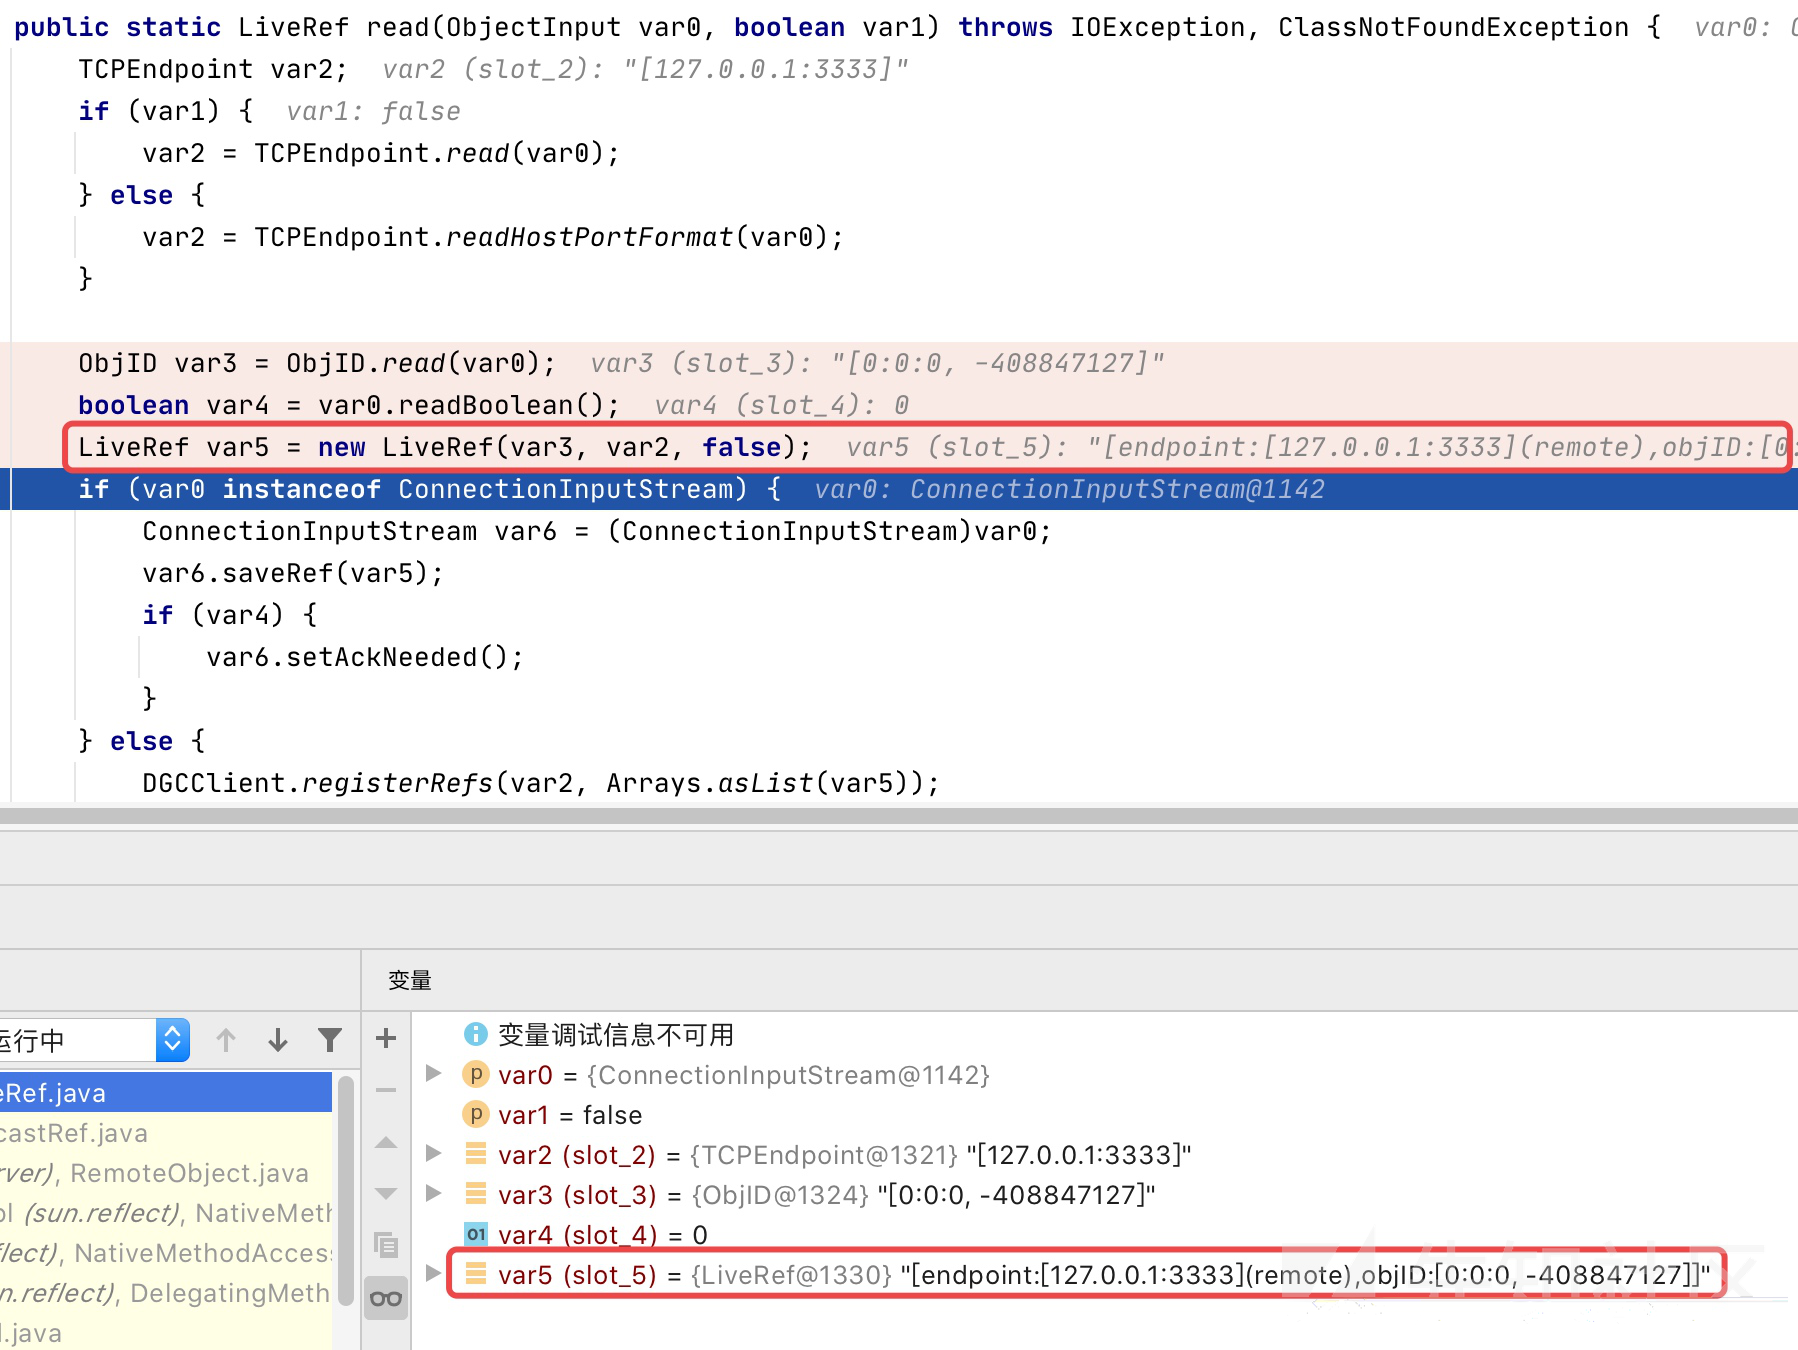 public static LiveRef read(ObjectInput var0, boolean var1) throws IOException, ClassNotFoundException {  var0:
TCPEndpoint var2;  var2 (slot_2): "[127.0.0.1:3333]"
if (var1) {  var1: false
var2 = TCPEndpoint.read(var0);
} else {
var2 = TCPEndpoint.readHostPortFormat(var0);
}
ObjID var3 = ObjID.read(var0);  var3 (slot_3): "[0:0:0, -408847127]"
boolean var4 = var0.readBoolean();  var4 (slot_4): 0
LiveRef var5 = new LiveRef(var3, var2, false);  var5 (slot_5): "[endpoint:[127.0.0.1:3333](remote),objID:[0:
if (var0 instanceof ConnectionInputStream) {  var0: ConnectionInputStream@1142
ConnectionInputStream var6 = (ConnectionInputStream)var0;
var6.saveRef(var5);
if (var4) {
var6.setAckNeeded();
}
} else {
DGCClient.registerRefs(var2, Arrays.asList(var5));
变量
运行中
eRef.java
castRef.java
rver), RemoteObject.java
ol (sun.reflect), NativeMeth
flect), NativeMethodAccess
n.reflect), DelegatingMeth
l.java
变量调试信息不可用
p var0 = {ConnectionInputStream@1142}
p var1 = false
var2 (slot_2) = {TCPEndpoint@1321} "[127.0.0.1:3333]"
var3 (slot_3) = {ObjID@1324} "[0:0:0, -408847127]"
01 var4 (slot_4) = 0
var5 (slot_5) = {LiveRef@1330} "[endpoint:[127.0.0.1:3333](remote),objID:[0:0:0, -408847127]]"